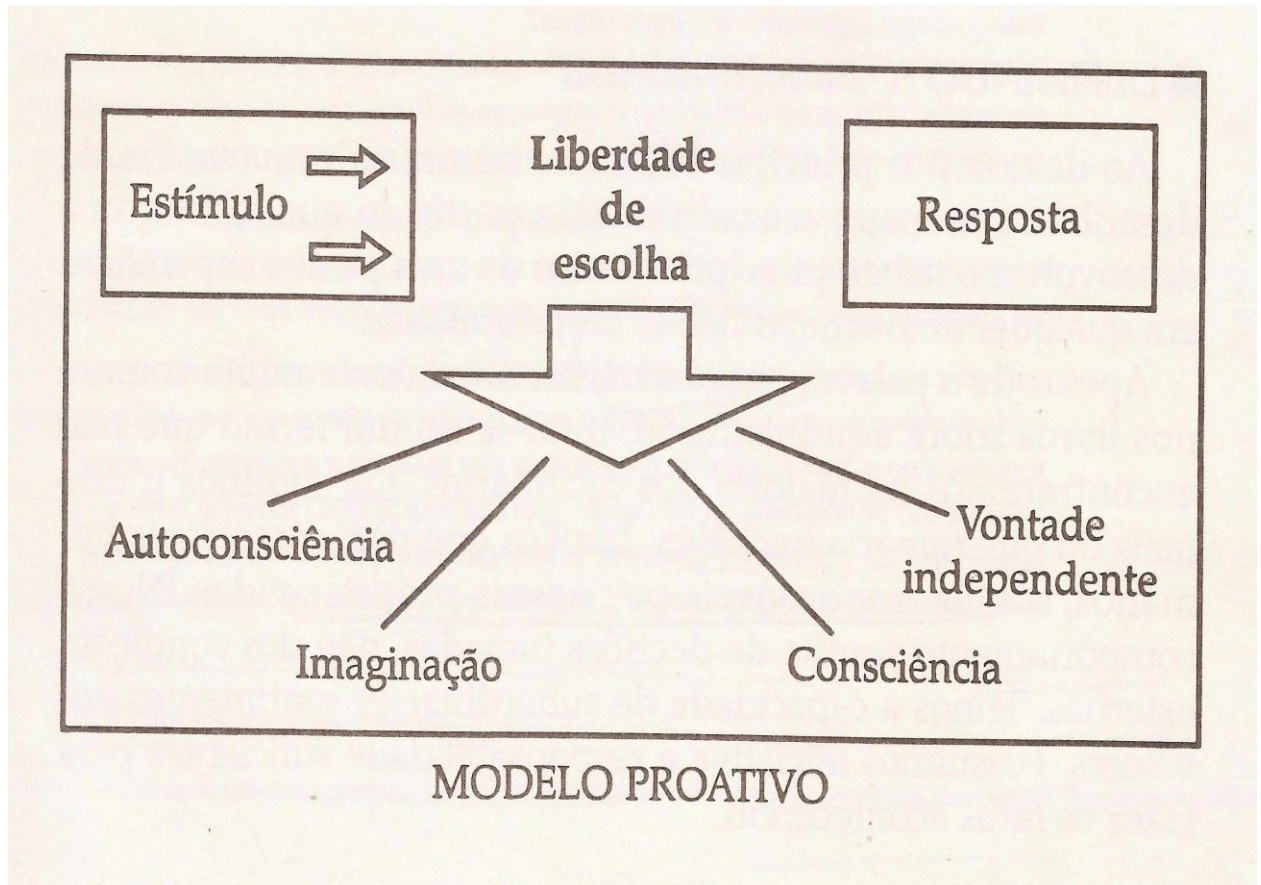 Estímulo
Liberdade
de
escolha
Resposta
Autoconsciência
Imaginação
Consciência
Vontade
independente
MODELO PROATIVO